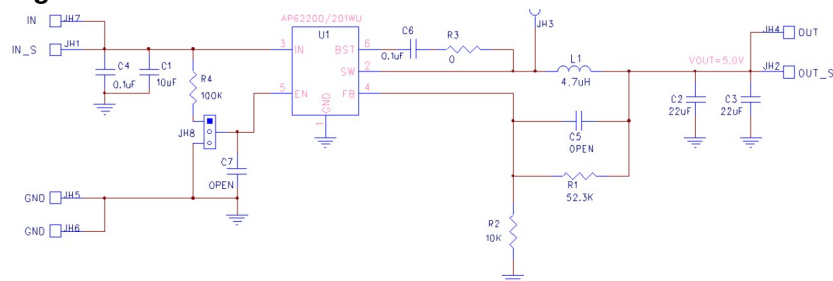 IN
JH7
IN_S
JH1
C4
0.1uF
C1
10uF
R4
100K
JH8
C7
OPEN
GND
JH5
GND
JH6
AP62200/201WU
U1
3
IN
BST
6
SW
2
5
EN
FB
4
GND
1
C6
0.1uF
R3
0
JH3
L1
4.7uH
C5
OPEN
R1
52.3K
R2
10K
VOUT=5.0V
C2
22uF
C3
22uF
JH4
OUT
JH2
OUT_S